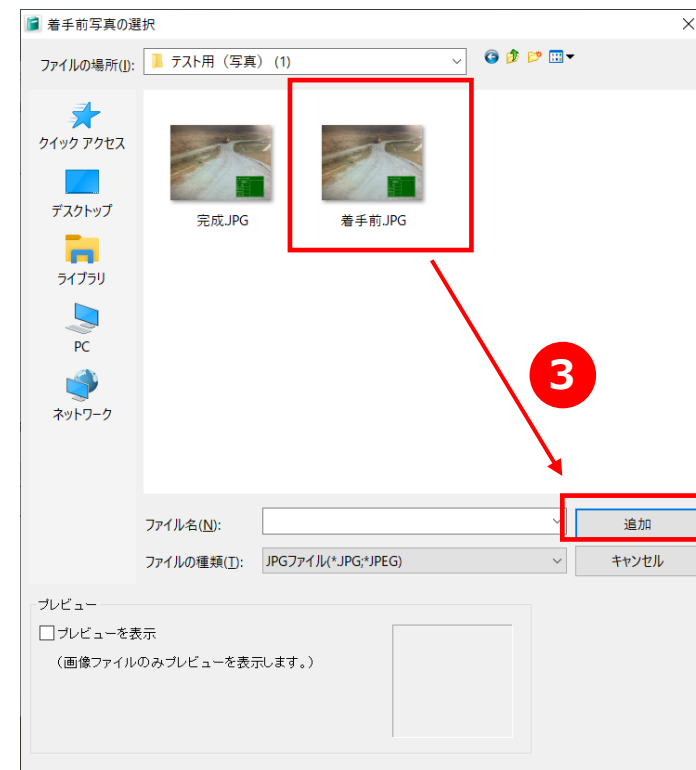 着手前写真の選択
ファイルの場所(I):
テスト用（写真） (1)
クイック アクセス
デスクトップ
ライブラリ
PC
ネットワーク
完成.JPG
着手前.JPG
3
ファイル名(N):
追加
ファイルの種類(T):
JPGファイル(*.JPG;*JPEG)
キャンセル
プレビュー
プレビューを表示
（画像ファイルのみプレビューを表示します。）